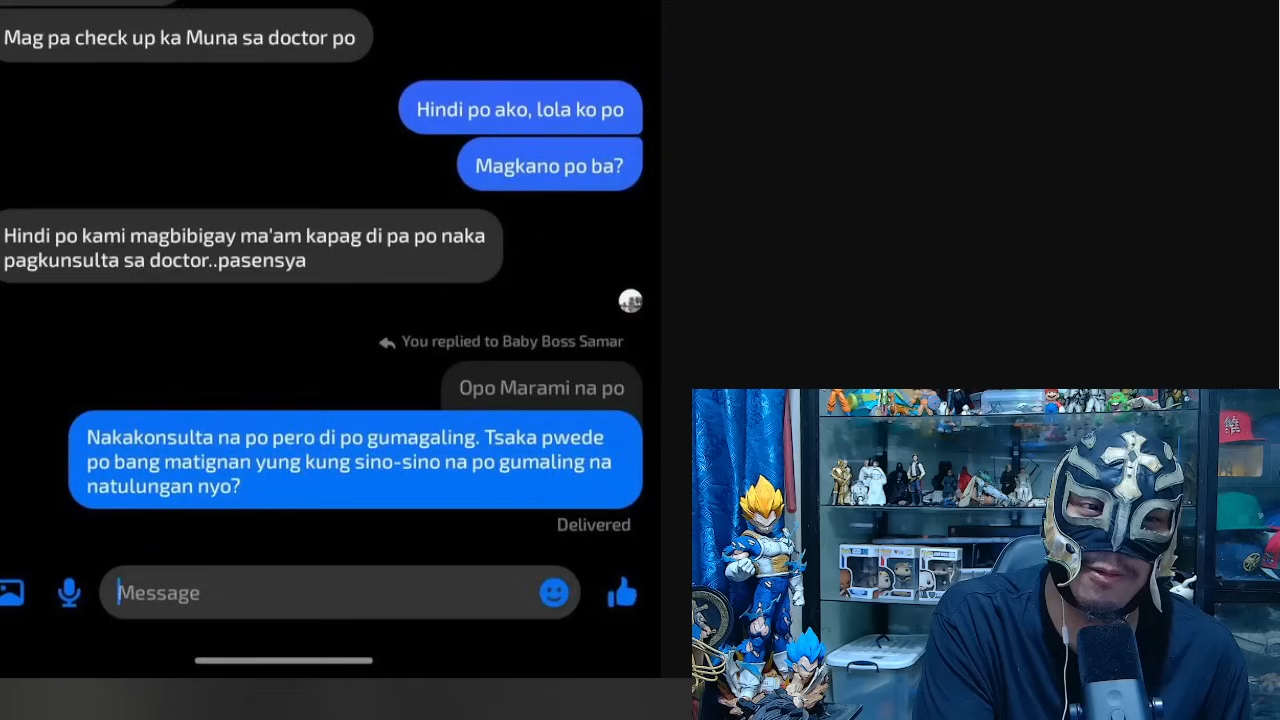 Mag pa check up ka Muna sa doctor po
Hindi po ako, lola ko po
Magkano po ba?
Hindi po kami magbibigay ma'am kapag di pa po naka
pagkunsulta sa doctor..pasensya
You replied to Baby Boss Samar
Opo Marami na po
Nakakonsulta na po pero di po gumagaling. Tsaka pwede
po bang matignan yung kung sino-sino na po gumaling na
natulungan nyo?
Delivered
Message